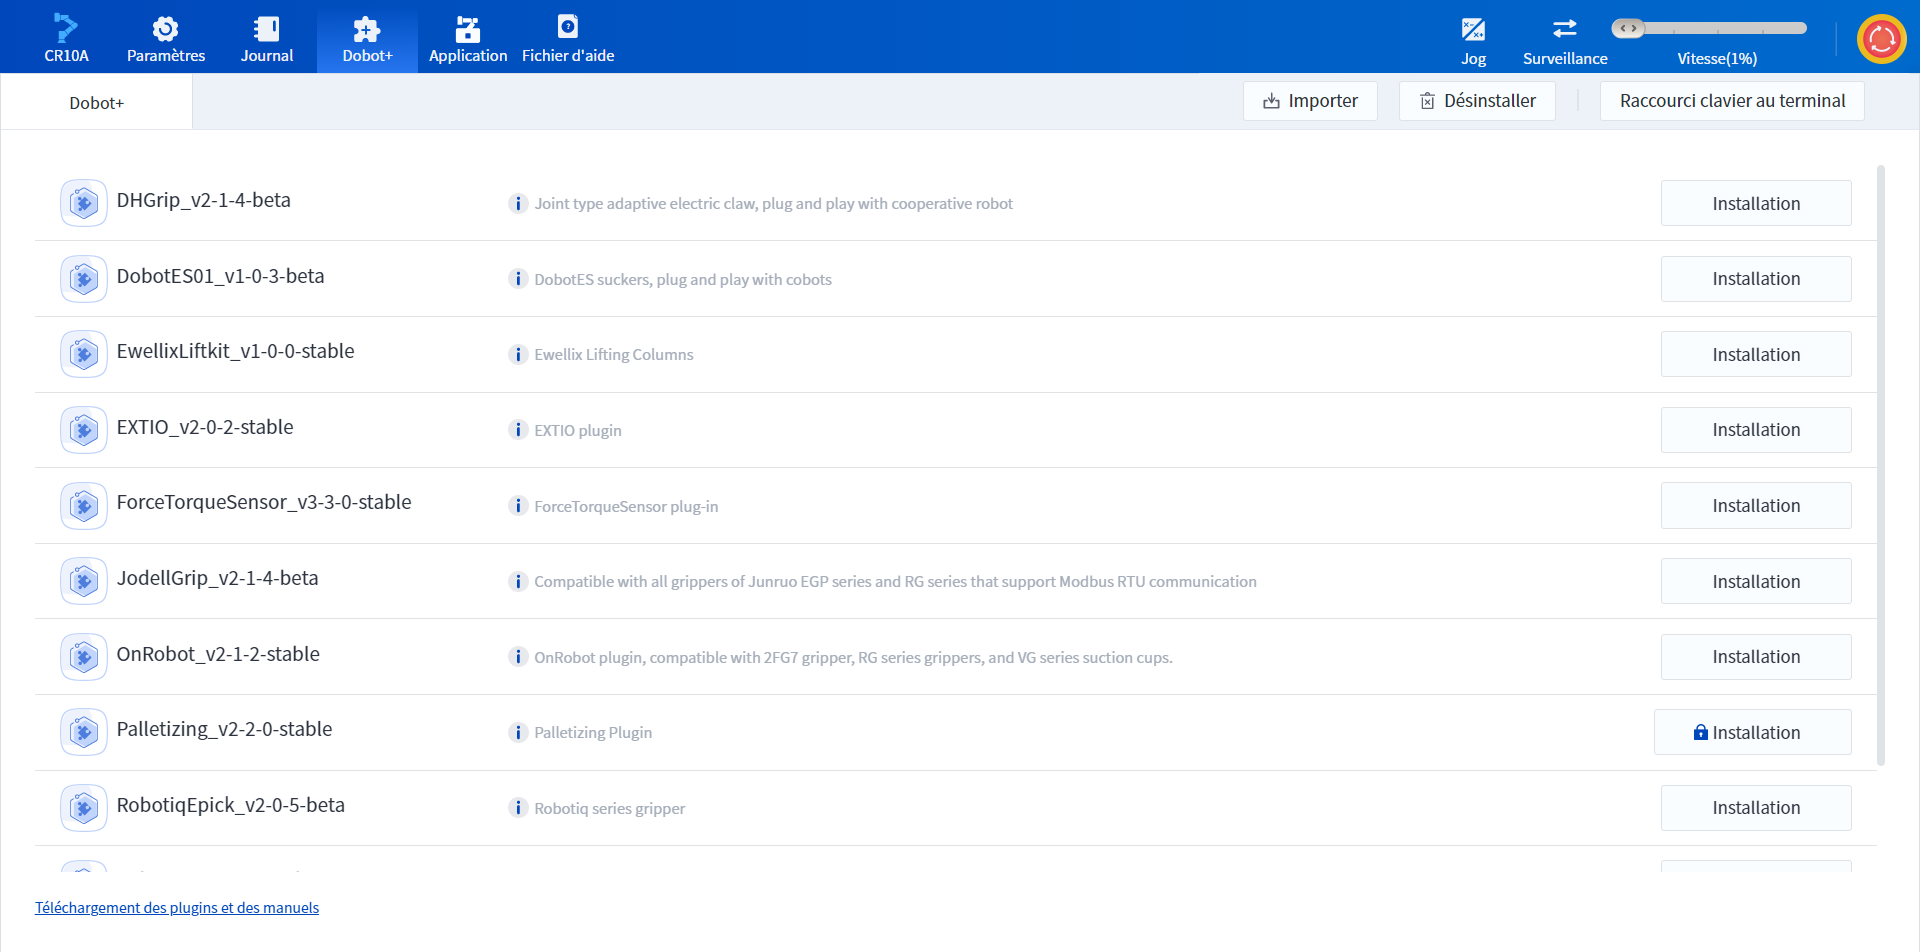 CR10A
Paramètres
Journal
Dobot+
Application
Fichier d'aide
Jog
Surveillance
Vitesse(1%)
Dobot+
Importer
Désinstaller
Raccourci clavier au terminal
DHGrip_v2-1-4-beta
Joint type adaptive electric claw, plug and play with cooperative robot
Installation
DobotES01_v1-0-3-beta
DobotES suckers, plug and play with cobots
Installation
EwellixLiftkit_v1-0-0-stable
Ewellix Lifting Columns
Installation
EXTIO_v2-0-2-stable
EXTIO plugin
Installation
ForceTorqueSensor_v3-3-0-stable
ForceTorqueSensor plug-in
Installation
JodellGrip_v2-1-4-beta
Compatible with all grippers of Junruo EGP series and RG series that support Modbus RTU communication
Installation
OnRobot_v2-1-2-stable
OnRobot plugin, compatible with 2FG7 gripper, RG series grippers, and VG series suction cups.
Installation
Palletizing_v2-2-0-stable
Palletizing Plugin
Installation
RobotiqEpick_v2-0-5-beta
Robotiq series gripper
Installation
Téléchargement des plugins et des manuels